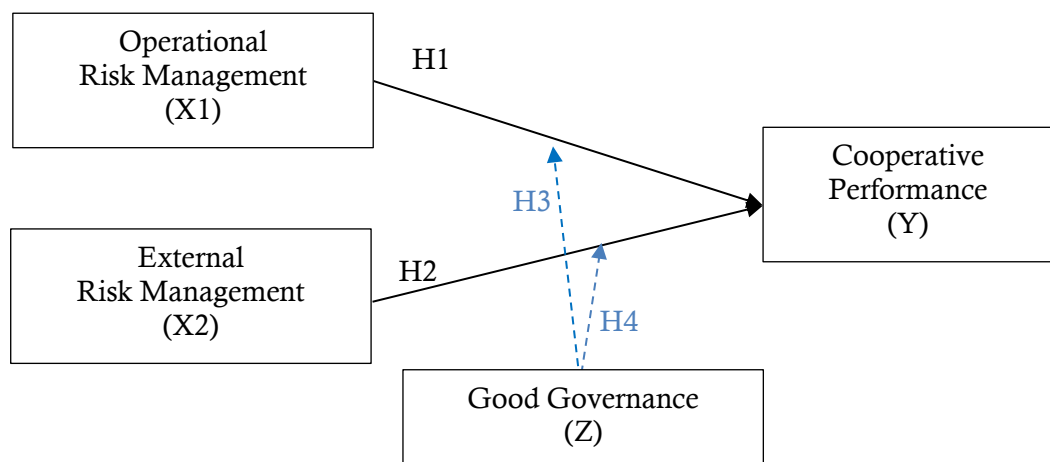 Operational
Risk Management
(X1)
H1
Cooperative
Performance
(Y)
H3
External
Risk Management
(X2)
H2
H4
Good Governance
(Z)